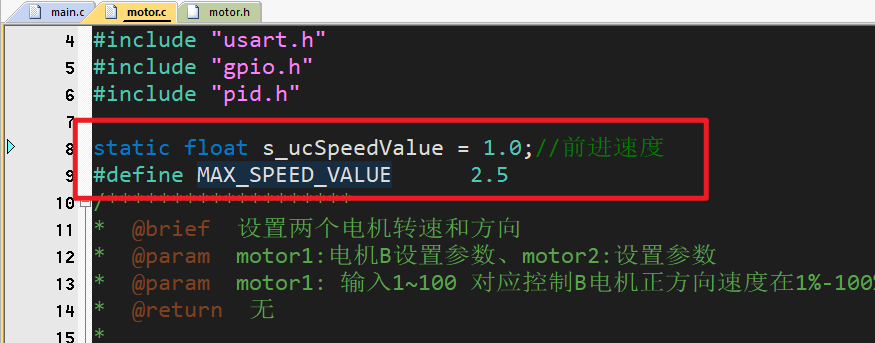 main.c motor.c motor.h
4 #include "usart.h"
5 #include "gpio.h"
6 #include "pid.h"
7
8 static float s_ucSpeedValue = 1.0;//前进速度
9 #define MAX_SPEED_VALUE 2.5
10 /*******************
11 * @brief 设置两个电机转速和方向
12 * @param motor1:电机B设置参数、motor2:设置参数
13 * @param motor1: 输入1~100 对应控制B电机正方向速度在1%-100%
14 * @return 无
15 *